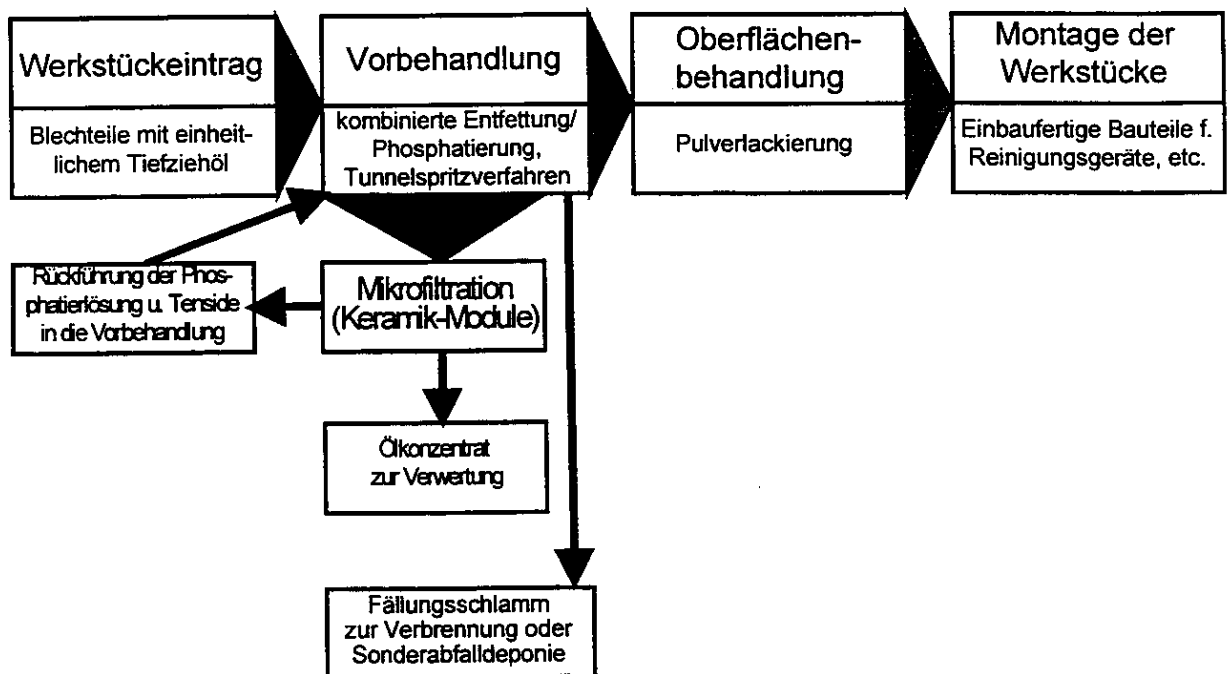 Werkstückeintrag
Blechteile mit einheit-
lichem Tiefziehöl
Vorbehandlung
kombinierte Entfettung/
Phosphatierung,
Tunnelspritzverfahren
Oberflächen-
behandlung
Pulverlackierung
Montage der
Werkstücke
Einbaufertige Bauteile f.
Reinigungsgeräte, etc.
Rückführung der Phos-
phatierlösung u. Tenside
in die Vorbehandlung
Mikrofiltration
(Keramik-Module)
Ölkonzentrat
zur Verwertung
Fällungsschlamm
zur Verbrennung oder
Sonderabfalldeponie